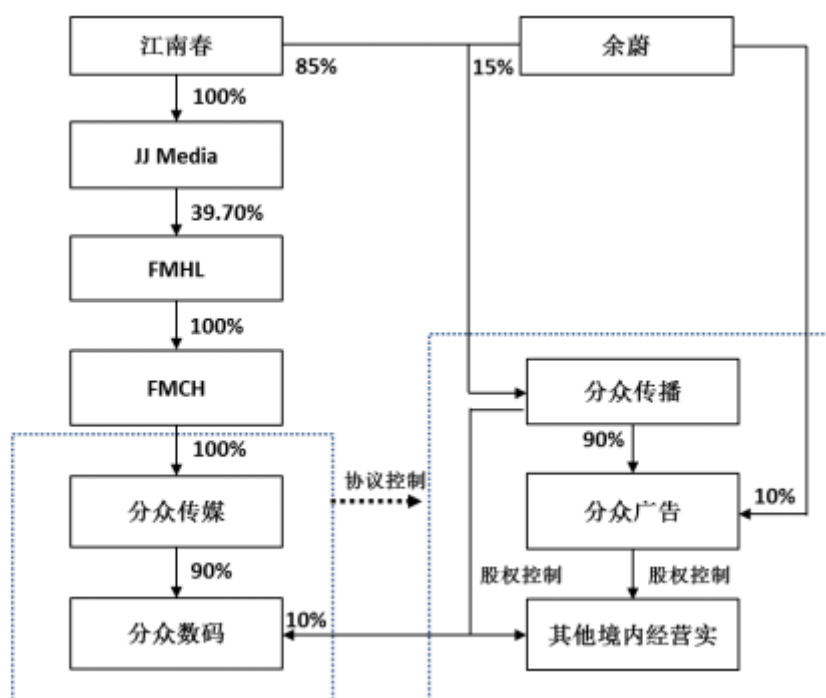 江南春
余蔚
85%
15%
100%
JJ Media
39.70%
FMHL
100%
FMCH
分众传播
100%
90%
协议控制
分众传媒
分众广告
10%
90%
股权控制
股权控制
分众数码
10%
其他境内经营实